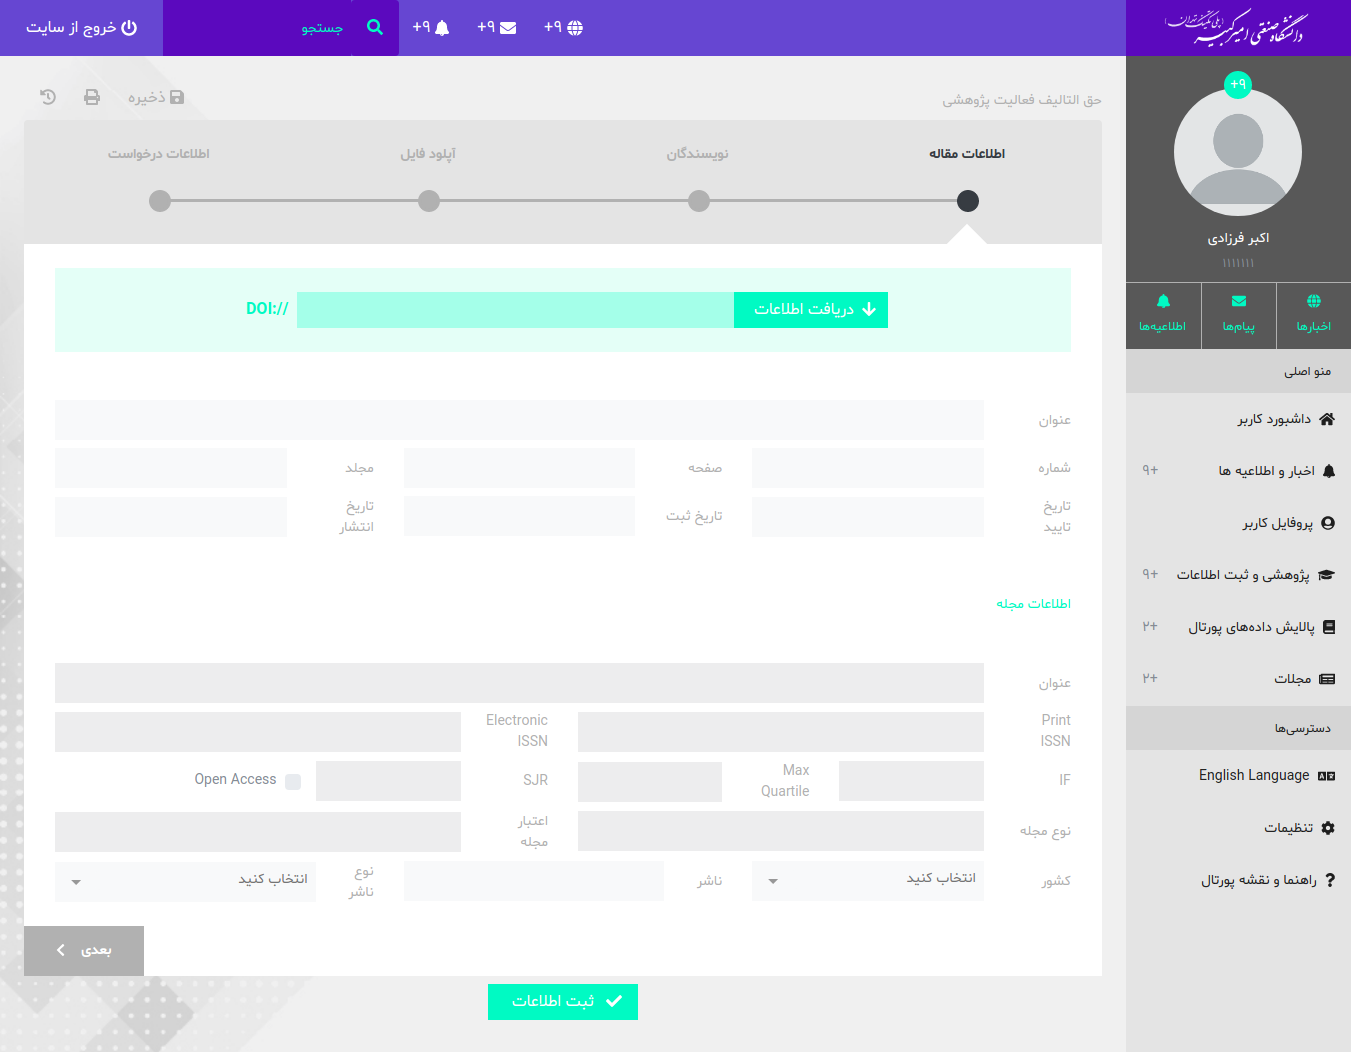 دانشگاه صنعتی امیرکبیر
(پلی‌تکنیک تهران)
+۹
+۹
+۹
جستجو
خروج از سایت
+۹
اکبر فرزادی
۱۱۱۱۱۱۱
اخبارها
پیام‌ها
اطلاعیه‌ها
منو اصلی
داشبورد کاربر
اخبار و اطلاعیه ها
+۹
پروفایل کاربر
پژوهشی و ثبت اطلاعات
+۹
پالایش داده‌های پورتال
+۲
مجلات
+۲
دسترسی‌ها
English Language
تنظیمات
راهنما و نقشه پورتال
حق التالیف فعالیت پژوهشی
ذخیره
اطلاعات مقاله
نویسندگان
آپلود فایل
اطلاعات درخواست
دریافت اطلاعات
DOI://
عنوان
شماره
صفحه
مجلد
تاریخ
تایید
تاریخ ثبت
تاریخ
انتشار
اطلاعات مجله
عنوان
Print
ISSN
Electronic
ISSN
IF
Max
Quartile
SJR
Open Access
نوع مجله
اعتبار
مجله
کشور
انتخاب کنید
ناشر
نوع
ناشر
انتخاب کنید
بعدی
ثبت اطلاعات